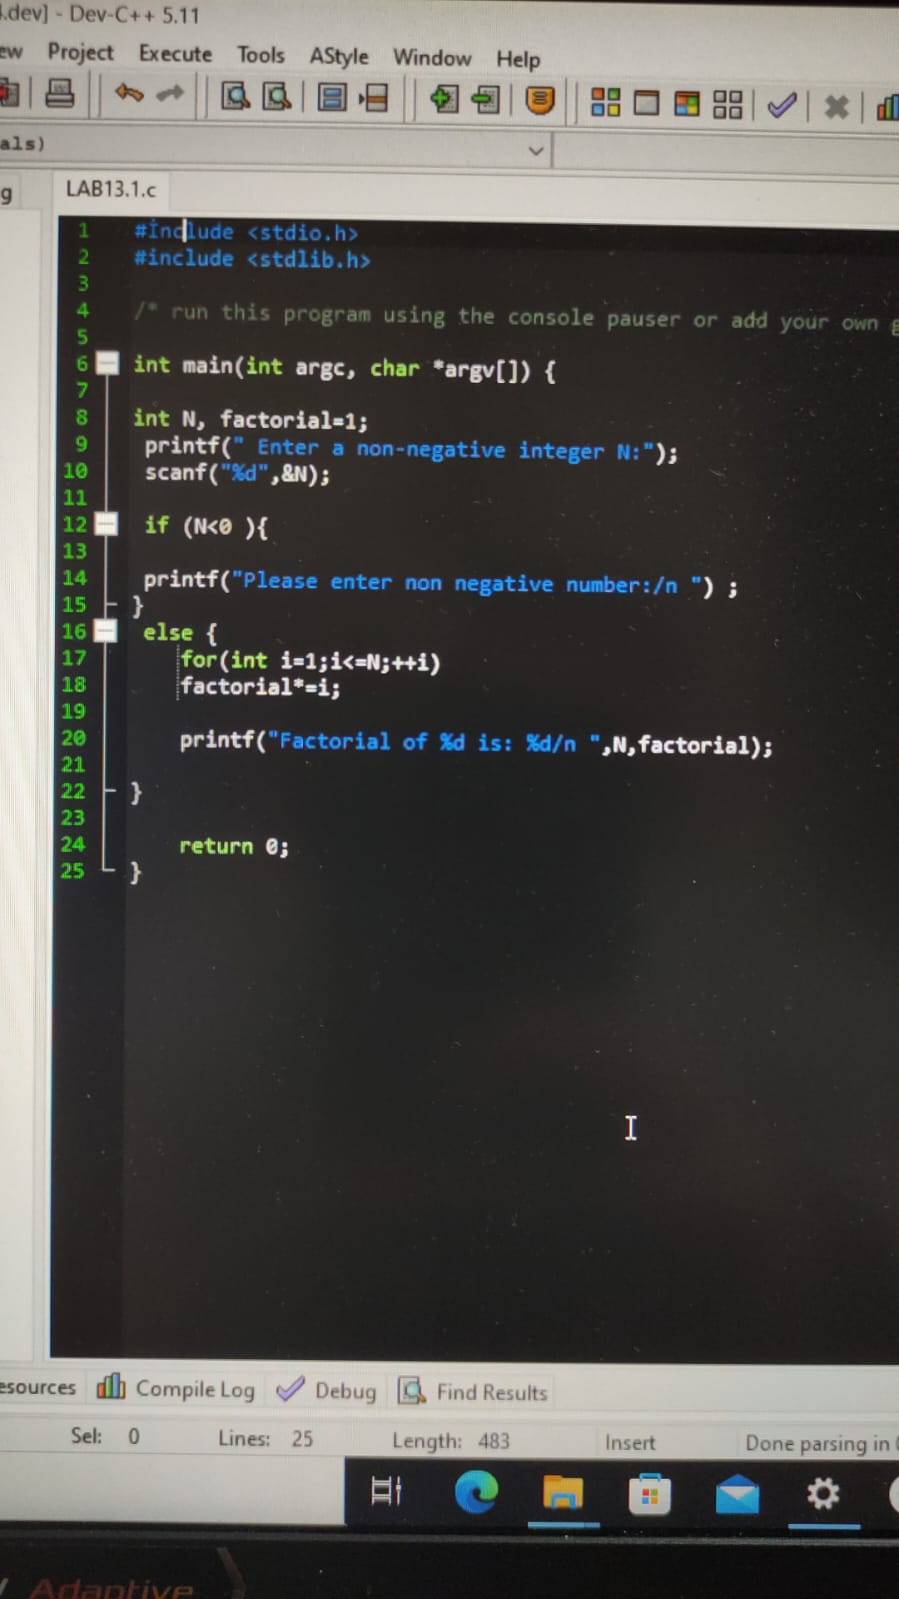 .dev] - Dev-C++ 5.11
ew Project Execute Tools AStyle Window Help
als)
g LAB13.1.c
1 #include <stdio.h>
2 #include <stdlib.h>
3
4 /* run this program using the console pauser or add your own g
5
6 int main(int argc, char *argv[]) {
7
8 int N, factorial=1;
9 printf(" Enter a non-negative integer N:");
10 scanf("%d",&N);
11
12 if (N<0 ){
13
14 printf("Please enter non negative number:/n ") ;
15 }
16 else {
17 for(int i=1;i<=N;++i)
18 factorial*=i;
19
20 printf("Factorial of %d is: %d/n ",N,factorial);
21
22 }
23
24 return 0;
25 }
esources Compile Log Debug Find Results
Sel: 0 Lines: 25 Length: 483 Insert Done parsing in
Adaptive